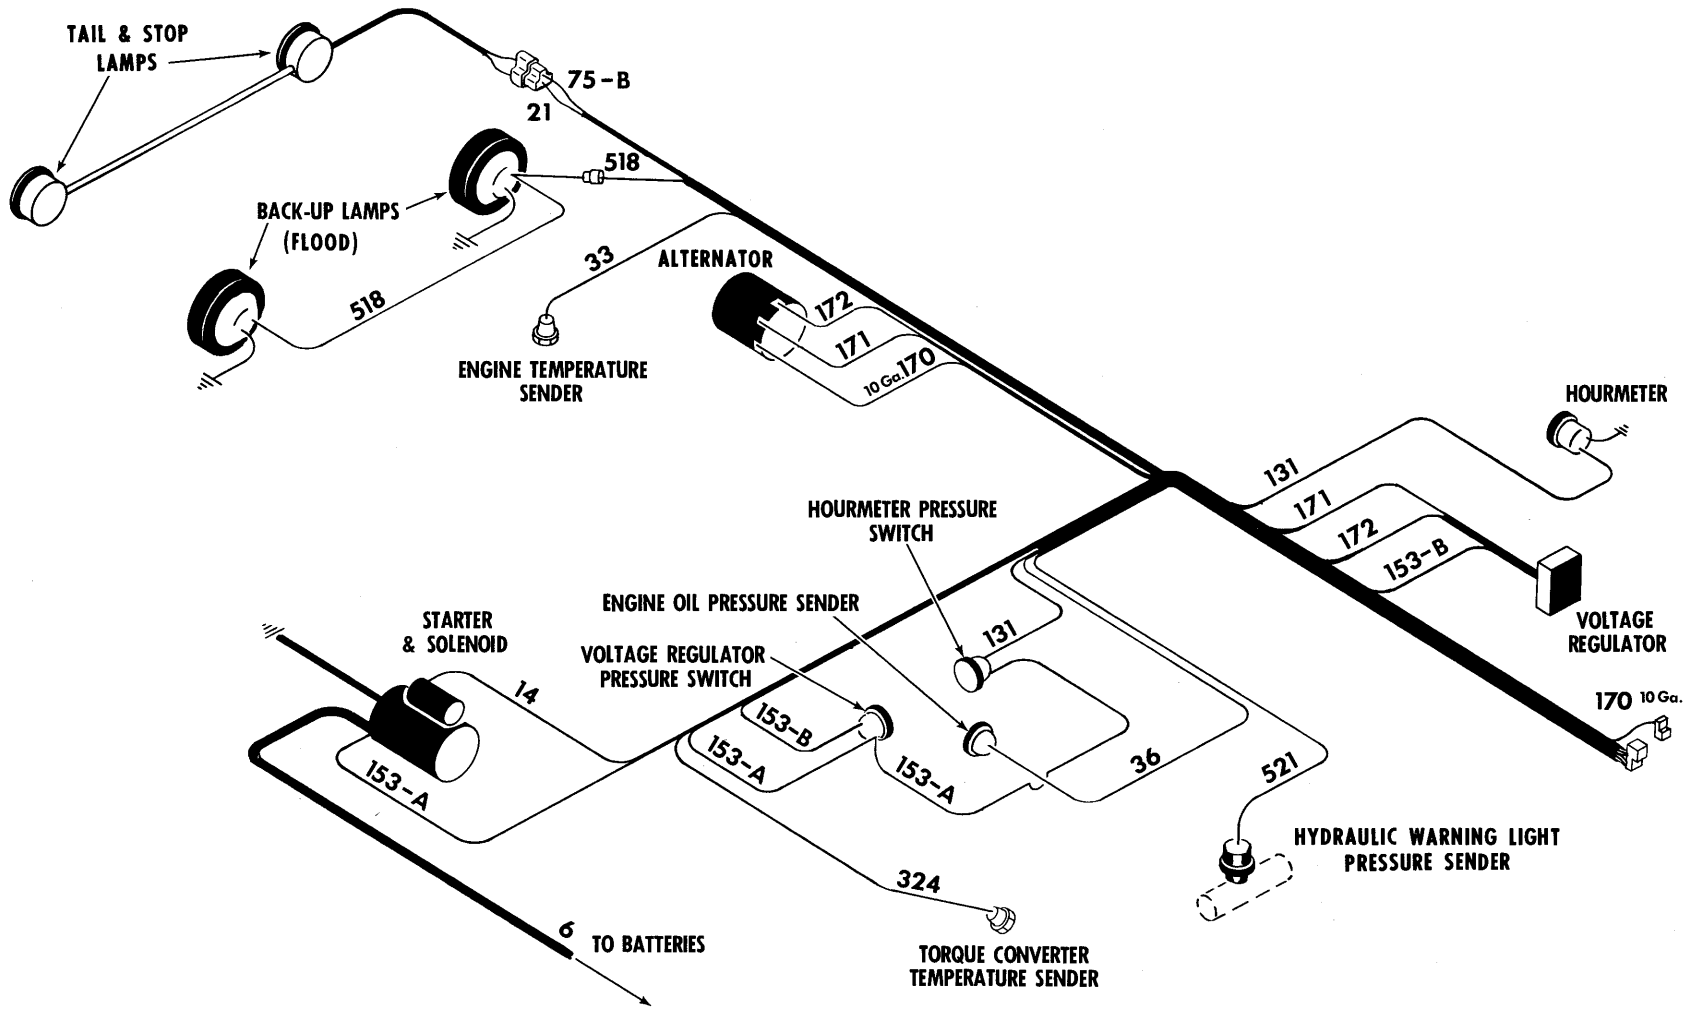 TAIL & STOP
LAMPS
75-B
21
518
BACK-UP LAMPS
(FLOOD)
33
ALTERNATOR
518
172
171
10 Ga. 170
ENGINE TEMPERATURE
SENDER
HOURMETER
131
171
172
153-B
HOURMETER PRESSURE
SWITCH
ENGINE OIL PRESSURE SENDER
STARTER
& SOLENOID
VOLTAGE REGULATOR
PRESSURE SWITCH
131
VOLTAGE
REGULATOR
14
170 10 Ga.
153-B
153-A
153-A
153-A
36
521
HYDRAULIC WARNING LIGHT
PRESSURE SENDER
324
6 TO BATTERIES
TORQUE CONVERTER
TEMPERATURE SENDER